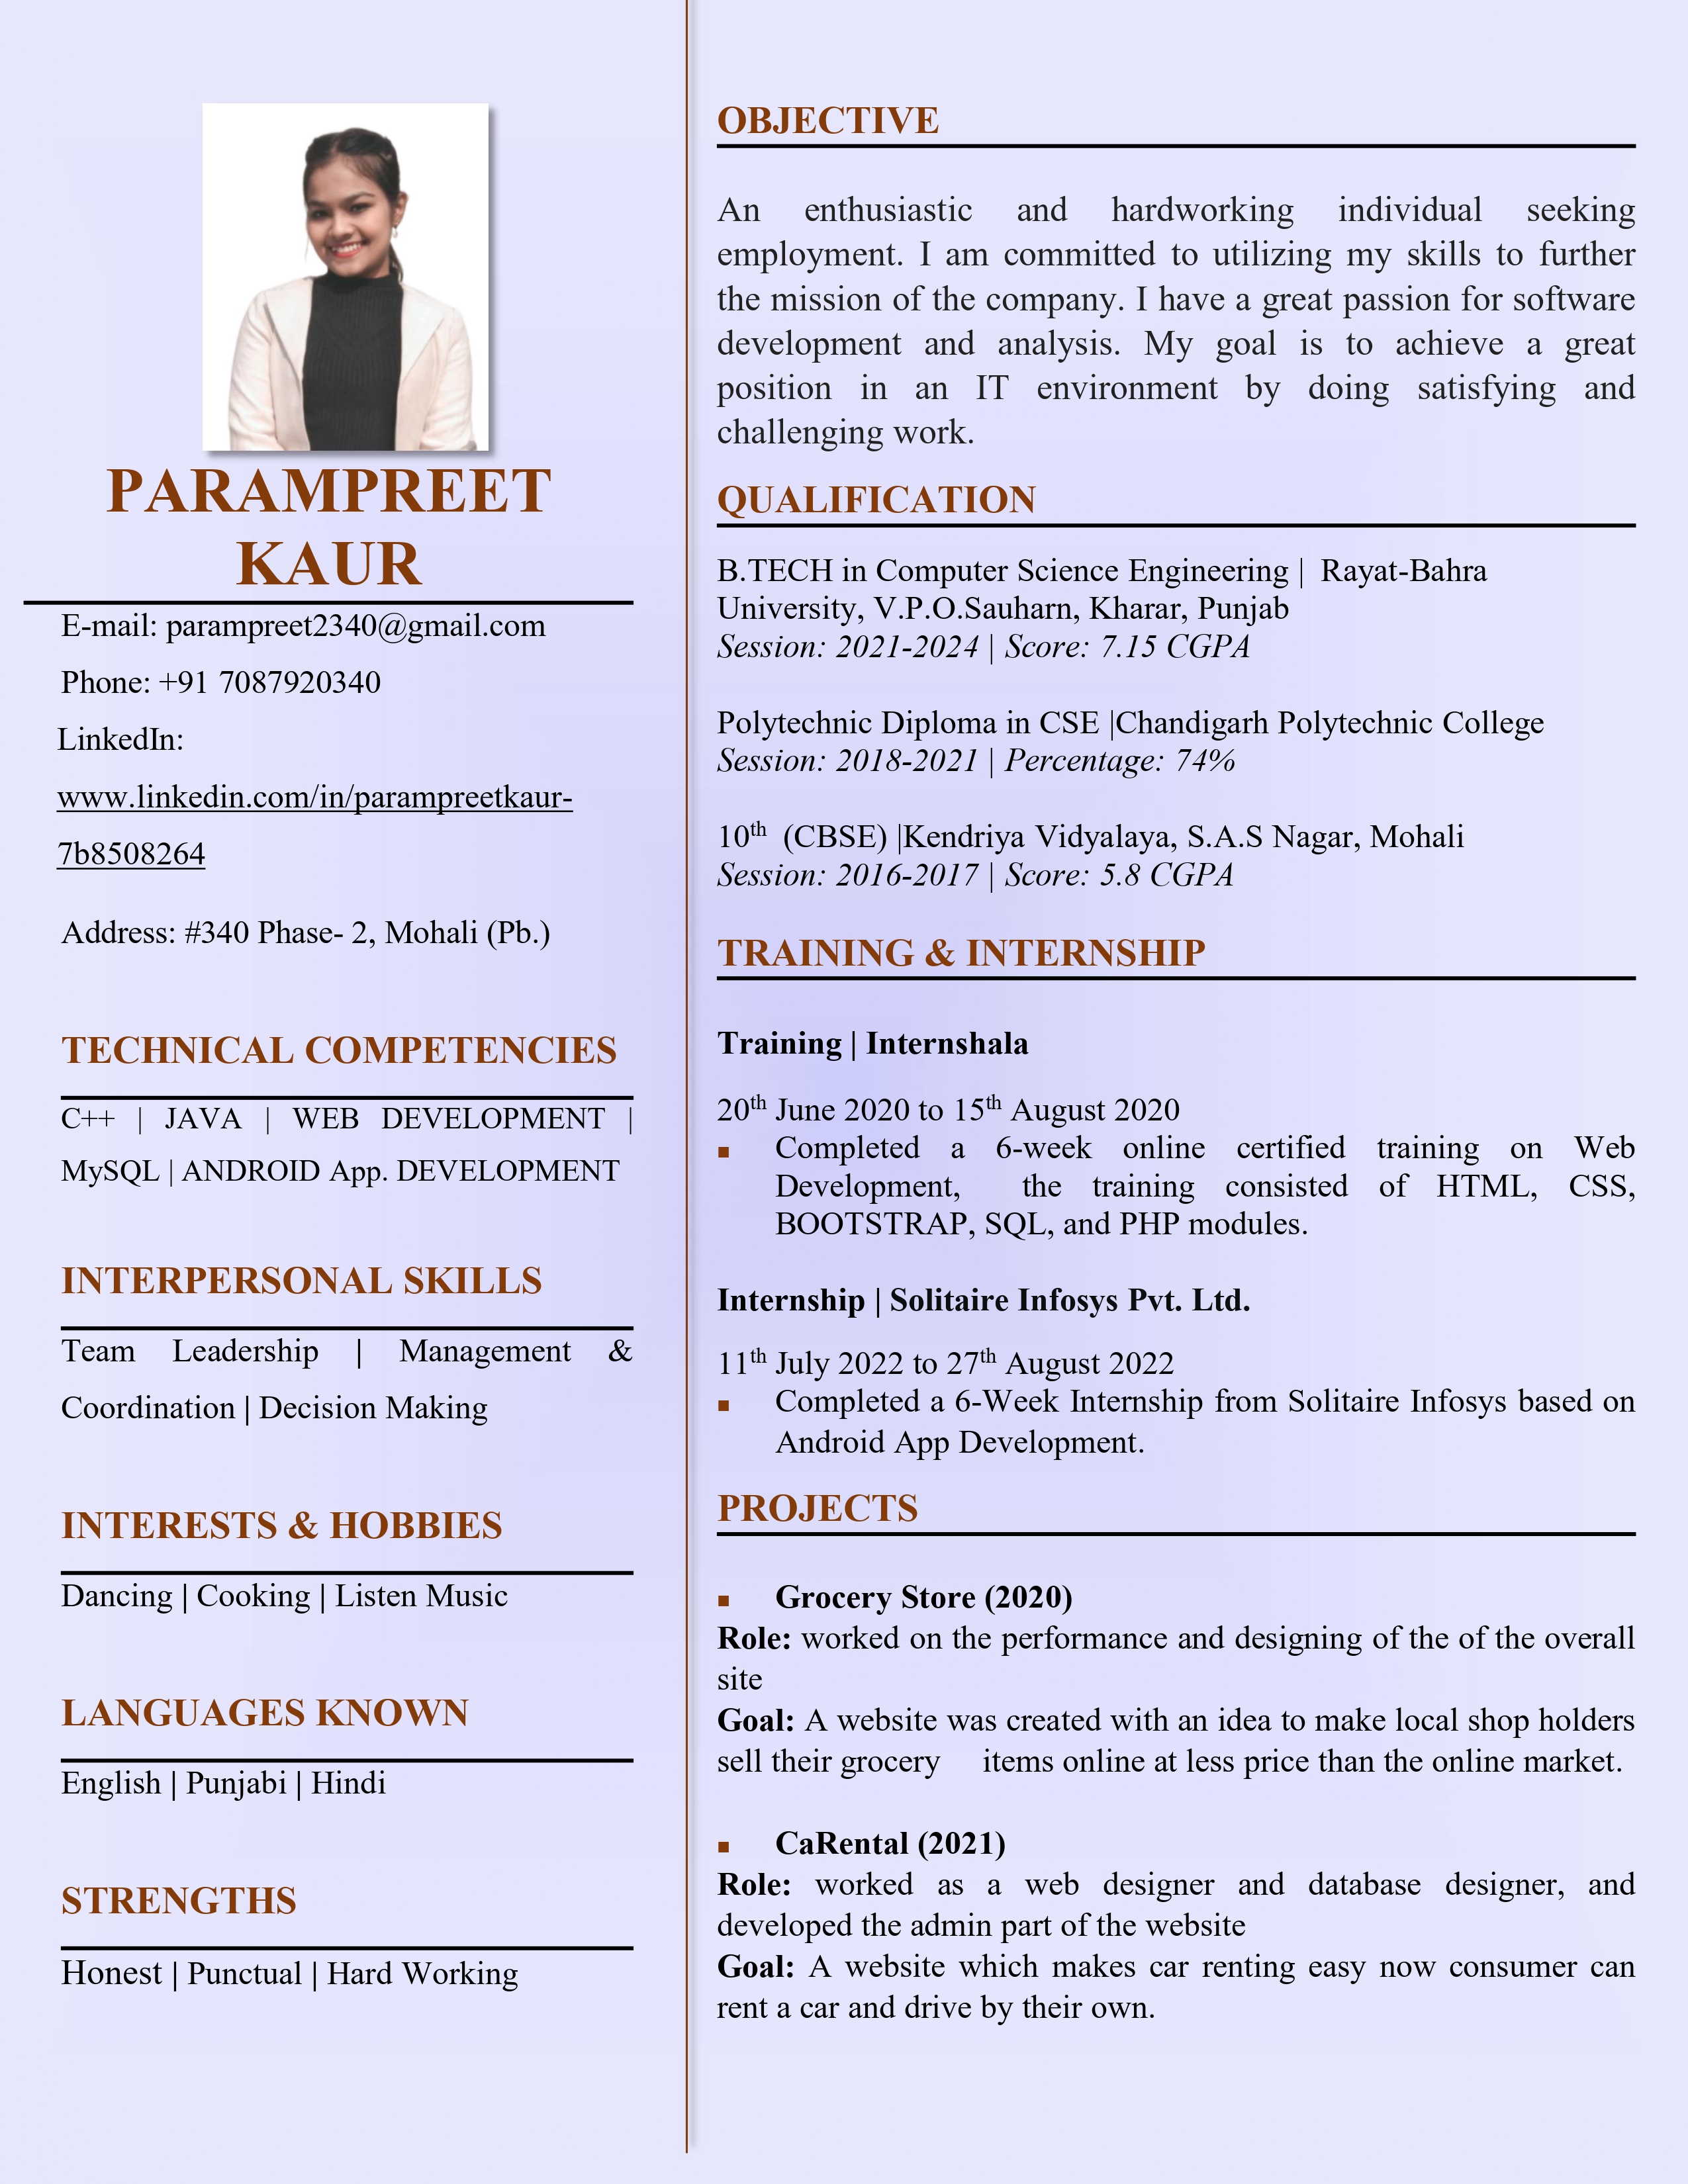 PARAMPREET
KAUR
E-mail: parampreet2340@gmail.com
Phone: +91 7087920340
LinkedIn:
www.linkedin.com/in/parampreetkaur-
7b8508264
Address: #340 Phase- 2, Mohali (Pb.)
TECHNICAL COMPETENCIES
C++ | JAVA | WEB DEVELOPMENT |
MySQL | ANDROID App. DEVELOPMENT
INTERPERSONAL SKILLS
Team Leadership | Management &
Coordination | Decision Making
INTERESTS & HOBBIES
Dancing | Cooking | Listen Music
LANGUAGES KNOWN
English | Punjabi | Hindi
STRENGTHS
Honest | Punctual | Hard Working
OBJECTIVE
An enthusiastic and hardworking individual seeking
employment. I am committed to utilizing my skills to further
the mission of the company. I have a great passion for software
development and analysis. My goal is to achieve a great
position in an IT environment by doing satisfying and
challenging work.
QUALIFICATION
B.TECH in Computer Science Engineering | Rayat-Bahra
University, V.P.O.Sauharn, Kharar, Punjab
Session: 2021-2024 | Score: 7.15 CGPA
Polytechnic Diploma in CSE |Chandigarh Polytechnic College
Session: 2018-2021 | Percentage: 74%
10th (CBSE) |Kendriya Vidyalaya, S.A.S Nagar, Mohali
Session: 2016-2017 | Score: 5.8 CGPA
TRAINING & INTERNSHIP
Training | Internshala
20th June 2020 to 15th August 2020
▪ Completed a 6-week online certified training on Web
Development, the training consisted of HTML, CSS,
BOOTSTRAP, SQL, and PHP modules.
Internship | Solitaire Infosys Pvt. Ltd.
11th July 2022 to 27th August 2022
▪ Completed a 6-Week Internship from Solitaire Infosys based on
Android App Development.
PROJECTS
▪ Grocery Store (2020)
Role: worked on the performance and designing of the of the overall
site
Goal: A website was created with an idea to make local shop holders
sell their grocery items online at less price than the online market.
▪ CaRental (2021)
Role: worked as a web designer and database designer, and
developed the admin part of the website
Goal: A website which makes car renting easy now consumer can
rent a car and drive by their own.